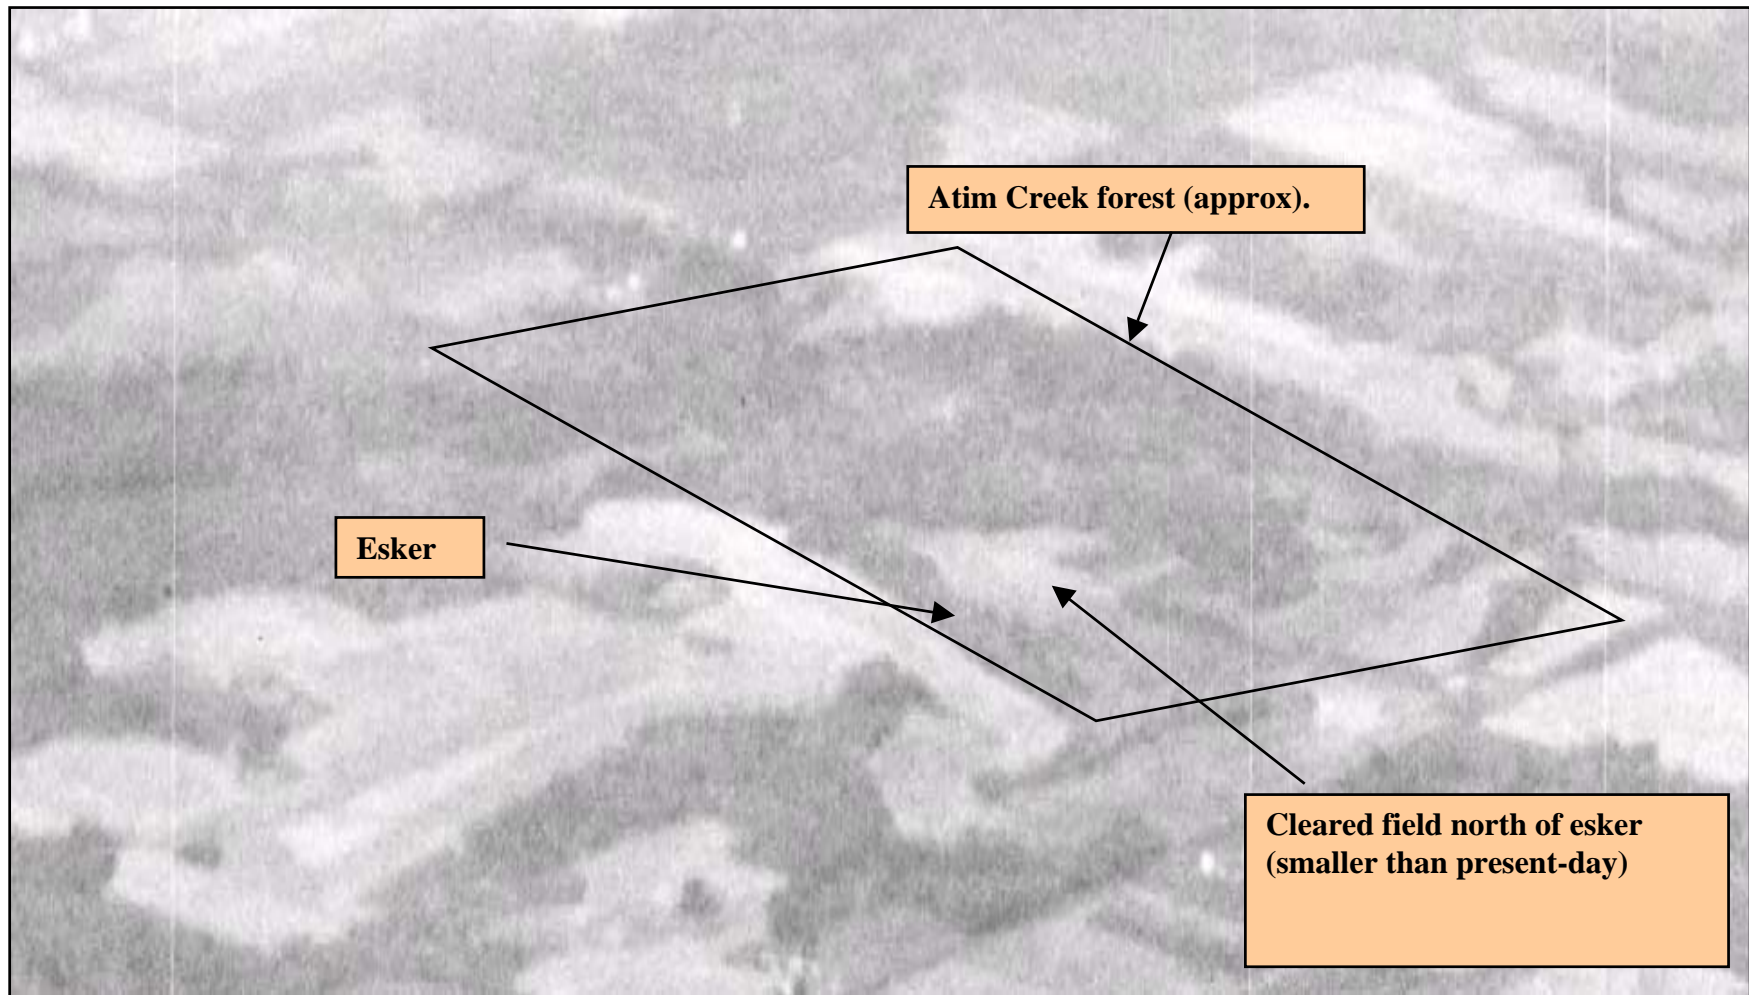 Atim Creek forest (approx).
Esker
Cleared field north of esker
(smaller than present-day)